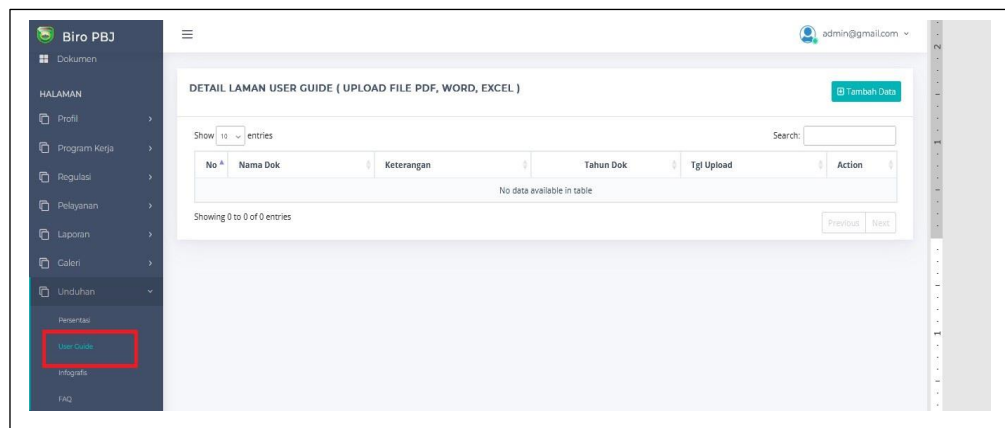 Biro PBJ
admin@gmail.com
Dokumen
HALAMAN
Profil
Program Kerja
Regulasi
Pelayanan
Laporan
Galeri
Unduhan
Persentasi
User Guide
Infografis
FAQ
DETAIL LAMAN USER GUIDE ( UPLOAD FILE PDF, WORD, EXCEL )
Tambah Data
Show 10 entries
Search:
No Nama Dok Keterangan Tahun Dok Tgl Upload Action
No data available in table
Showing 0 to 0 of 0 entries
Previous Next
2
1
1